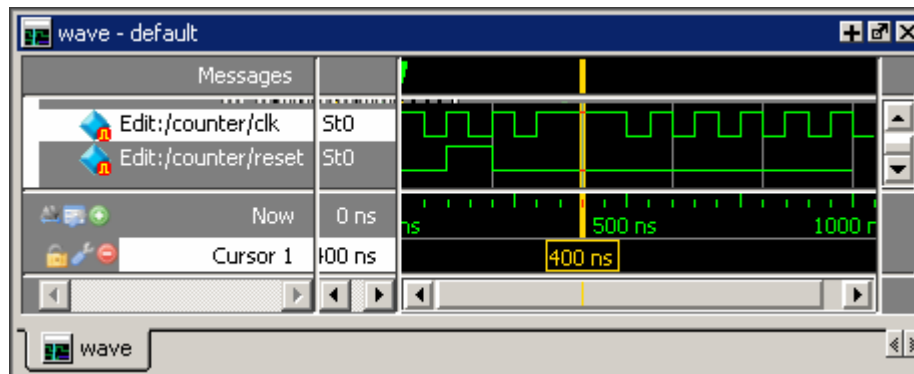 wave - default
Messages
Edit:/counter/clk St0
Edit:/counter/reset St0
Now 0 ns
ns 500 ns 1000 n
Cursor 1 400 ns
400 ns
wave